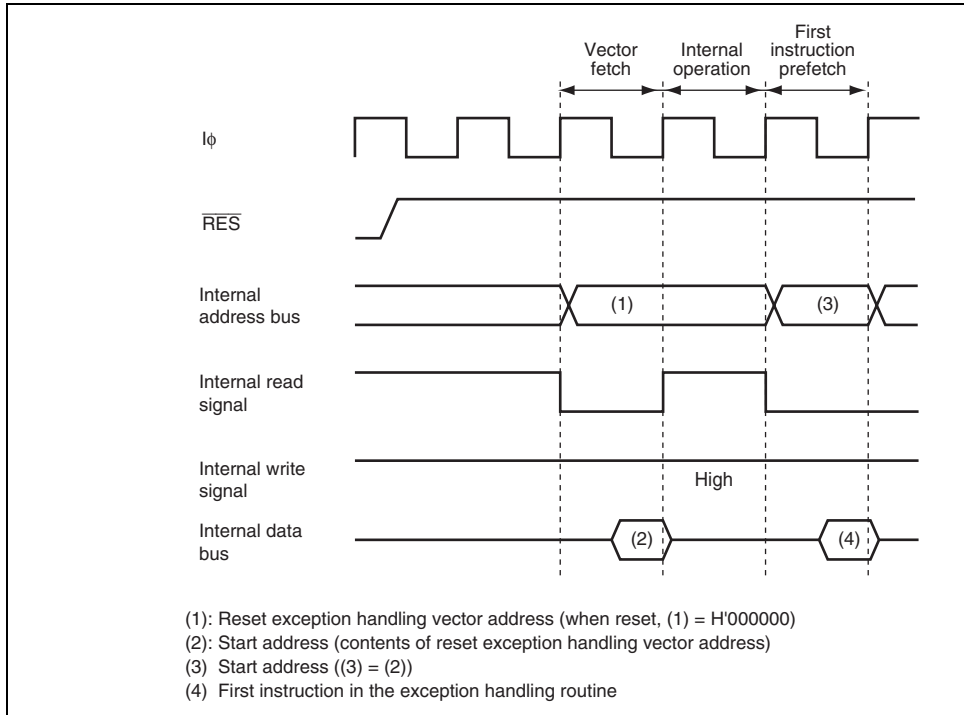 Vector
fetch
Internal
operation
First
instruction
prefetch
Iϕ
RES
Internal
address bus
(1)
(3)
Internal read
signal
Internal write
signal
High
Internal data
bus
(2)
(4)
(1): Reset exception handling vector address (when reset, (1) = H'000000)
(2): Start address (contents of reset exception handling vector address)
(3) Start address ((3) = (2))
(4) First instruction in the exception handling routine